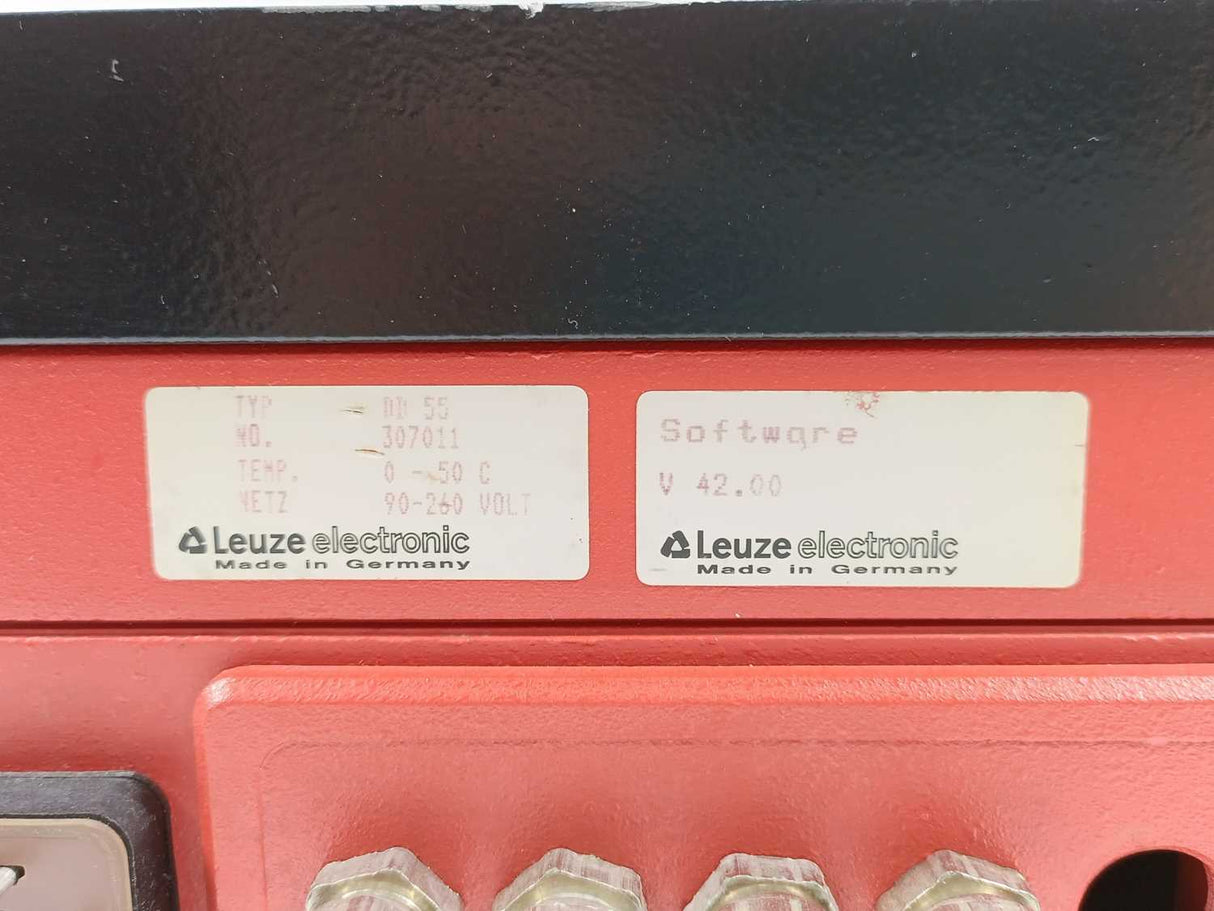 TYP DD 55
NO. 307011
TEMP. 0 - 50 C
NETZ 90-260 VOLT
Leuze electronic
Made in Germany
Software
V 42.00
Leuze electronic
Made in Germany